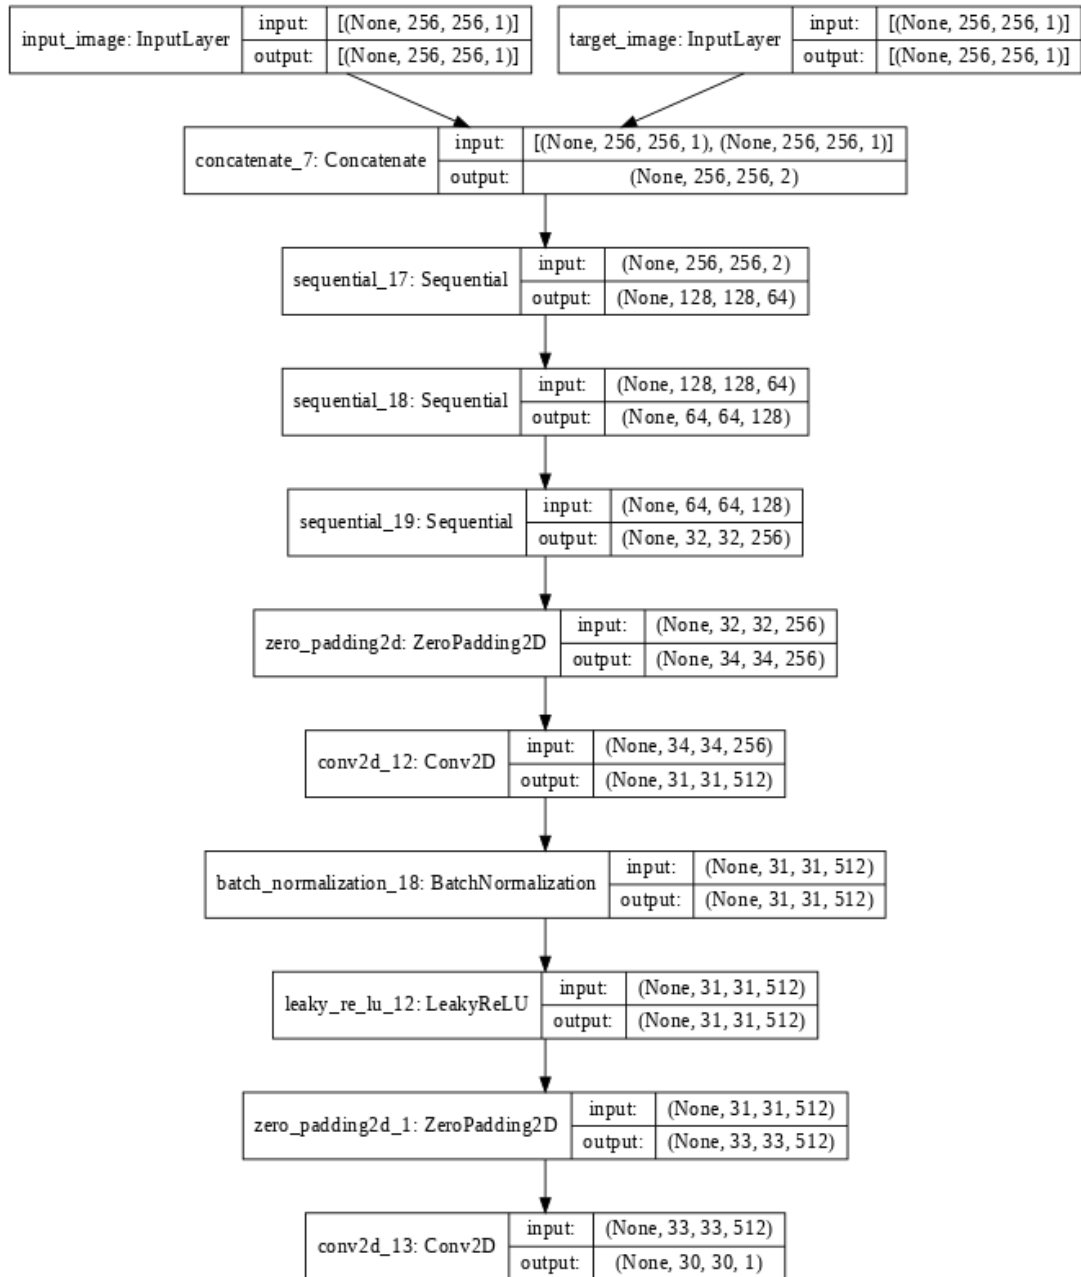 input_image: InputLayer
input:
[(None, 256, 256, 1)]
output:
[(None, 256, 256, 1)]
target_image: InputLayer
input:
[(None, 256, 256, 1)]
output:
[(None, 256, 256, 1)]
concatenate_7: Concatenate
input:
[(None, 256, 256, 1), (None, 256, 256, 1)]
output:
(None, 256, 256, 2)
sequential_17: Sequential
input:
(None, 256, 256, 2)
output:
(None, 128, 128, 64)
sequential_18: Sequential
input:
(None, 128, 128, 64)
output:
(None, 64, 64, 128)
sequential_19: Sequential
input:
(None, 64, 64, 128)
output:
(None, 32, 32, 256)
zero_padding2d: ZeroPadding2D
input:
(None, 32, 32, 256)
output:
(None, 34, 34, 256)
conv2d_12: Conv2D
input:
(None, 34, 34, 256)
output:
(None, 31, 31, 512)
batch_normalization_18: BatchNormalization
input:
(None, 31, 31, 512)
output:
(None, 31, 31, 512)
leaky_re_lu_12: LeakyReLU
input:
(None, 31, 31, 512)
output:
(None, 31, 31, 512)
zero_padding2d_1: ZeroPadding2D
input:
(None, 31, 31, 512)
output:
(None, 33, 33, 512)
conv2d_13: Conv2D
input:
(None, 33, 33, 512)
output:
(None, 30, 30, 1)